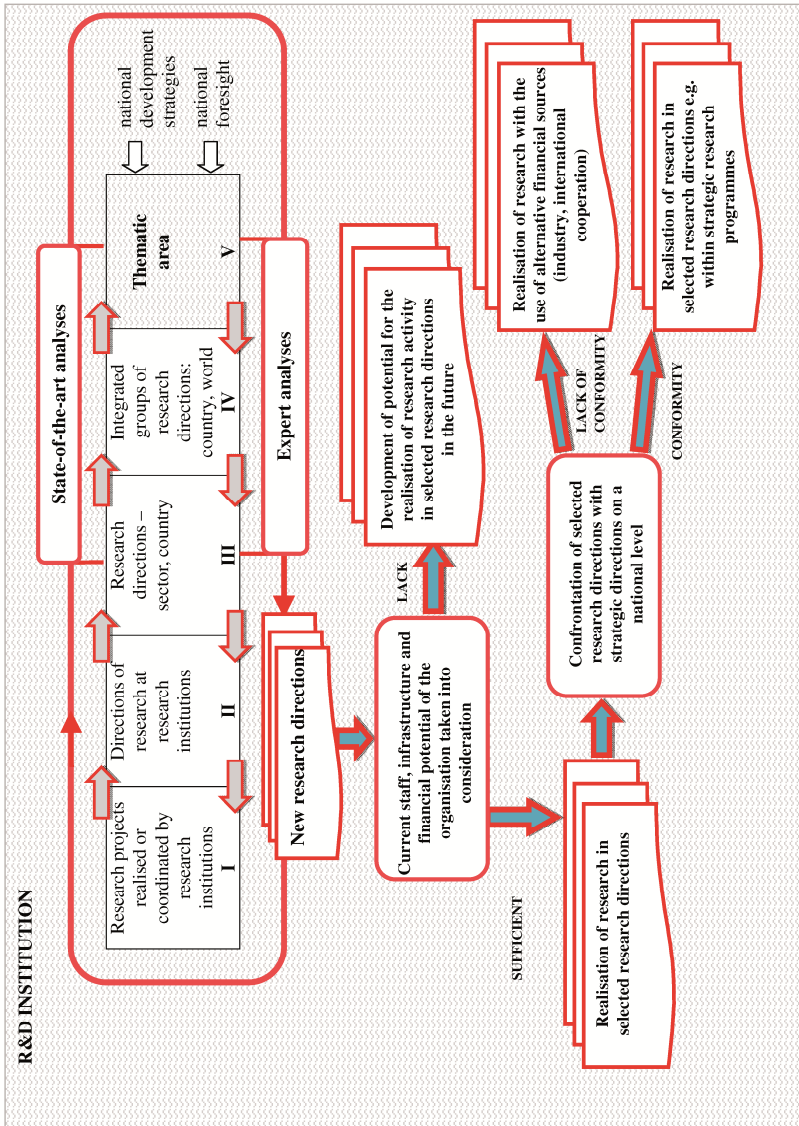 R&D INSTITUTION
State-of-the-art analyses
Research projects
realised or
coordinated by
research
institutions
I
Directions of
research at
research
institutions
II
Research
directions –
sector, country
III
Integrated
groups of
research
directions:
country, world
IV
Thematic
area
V
national
development
strategies
national
foresight
Expert analyses
New research directions
Current staff, infrastructure and
financial potential of the
organisation taken into
consideration
LACK
Development of potential for the
realisation of research activity
in selected research directions
in the future
SUFFICIENT
Realisation of research in
selected research directions
Confrontation of selected
research directions with
strategic directions on a
national level
LACK OF
CONFORMITY
Realisation of research with the
use of alternative financial sources
(industry, international
cooperation)
CONFORMITY
Realisation of research in
selected research directions e.g.
within strategic research
programmes